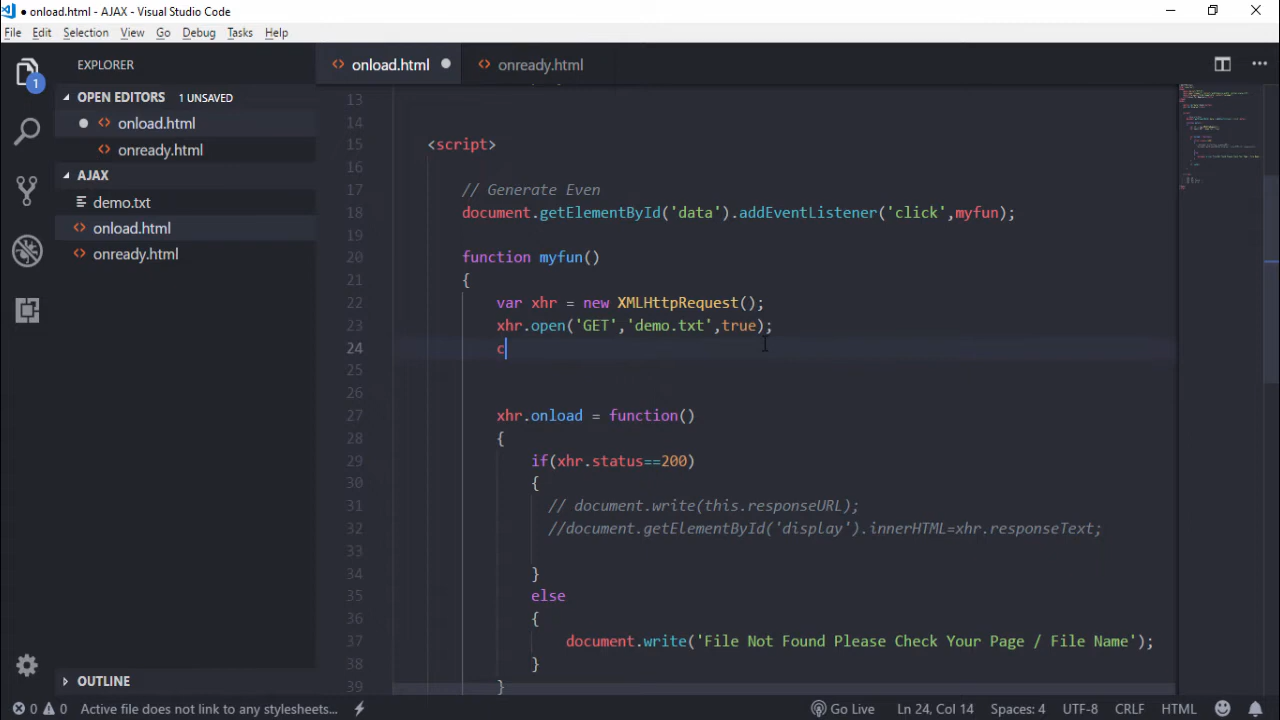 ● onload.html - AJAX - Visual Studio Code
File Edit Selection View Go Debug Tasks Help
EXPLORER
onload.html
onready.html
1
OPEN EDITORS 1 UNSAVED
onload.html
onready.html
AJAX
demo.txt
onload.html
onready.html
OUTLINE
13
14
15 <script>
16
17 // Generate Even
18 document.getElementById('data').addEventListener('click',myfun);
19
20 function myfun()
21 {
22 var xhr = new XMLHttpRequest();
23 xhr.open('GET','demo.txt',true);
24 c
25
26
27 xhr.onload = function()
28 {
29 if(xhr.status==200)
30 {
31 // document.write(this.responseURL);
32 //document.getElementById('display').innerHTML=xhr.responseText;
33
34 }
35 else
36 {
37 document.write('File Not Found Please Check Your Page / File Name');
38 }
39 }
0 0 Active file does not link to any stylesheets... Go Live Ln 24, Col 14 Spaces: 4 UTF-8 CRLF HTML